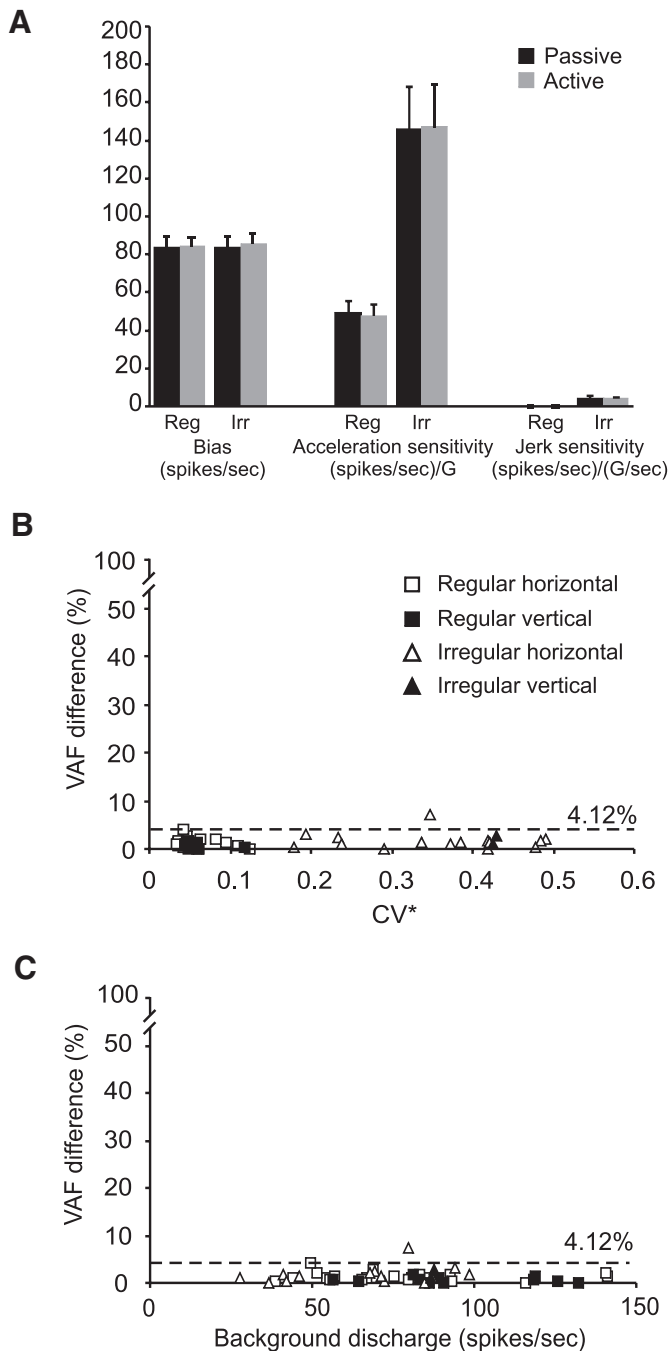 A
200
180
160
140
120
100
80
60
40
20
0
Passive
Active
Reg Irr Reg Irr Reg Irr
Bias Acceleration sensitivity Jerk sensitivity
(spikes/sec) (spikes/sec)/G (spikes/sec)/(G/sec)
B
VAF difference (%)
100
50
40
30
20
10
0
Regular horizontal
Regular vertical
Irregular horizontal
Irregular vertical
4.12%
0 0.1 0.2 0.3 0.4 0.5 0.6
CV*
C
VAF difference (%)
100
50
40
30
20
10
0
4.12%
0 50 100 150
Background discharge (spikes/sec)